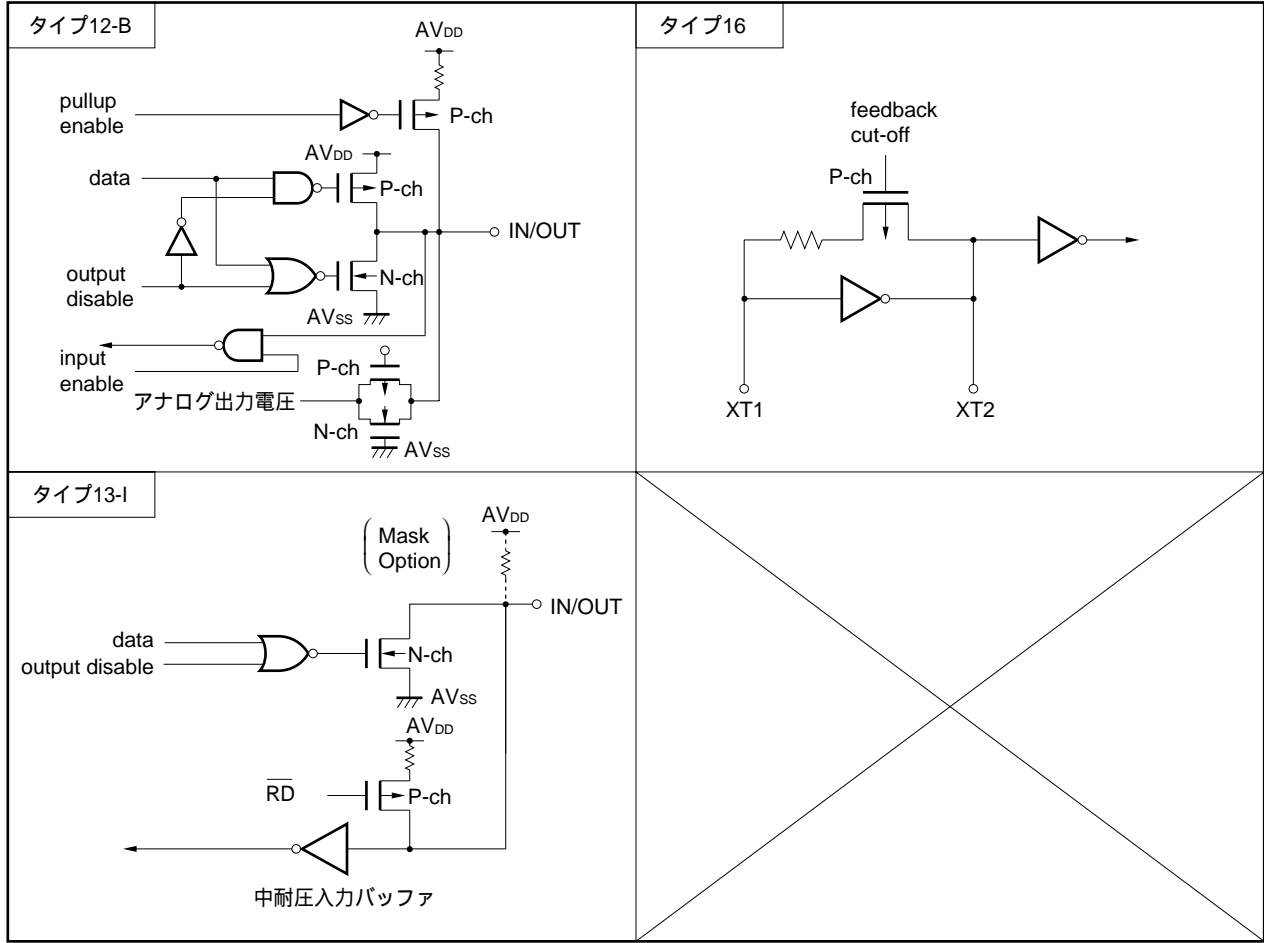 タイプ12-B
AVDD
pullup
enable
P-ch
AVDD
data
P-ch
IN/OUT
output
disable
N-ch
AVSS
input
enable
P-ch
アナログ出力電圧
N-ch
AVSS
タイプ16
feedback
cut-off
P-ch
XT1
XT2
タイプ13-I
Mask
Option
AVDD
IN/OUT
data
output disable
N-ch
AVSS
AVDD
RD
P-ch
中耐圧入力バッファ